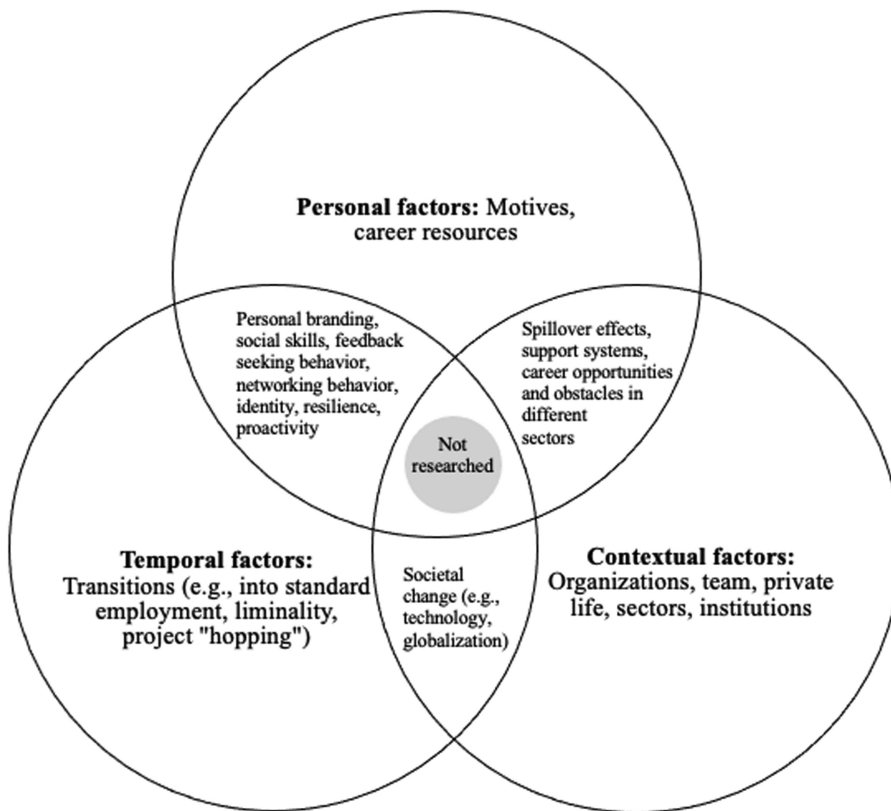 Personal factors: Motives,
career resources
Personal branding,
social skills, feedback
seeking behavior,
networking behavior,
identity, resilience,
proactivity
Spillover effects,
support systems,
career opportunities
and obstacles in
different
sectors
Not
researched
Temporal factors:
Transitions (e.g., into standard
employment, liminality,
project "hopping")
Societal
change (e.g.,
technology,
globalization)
Contextual factors:
Organizations, team, private
life, sectors, institutions